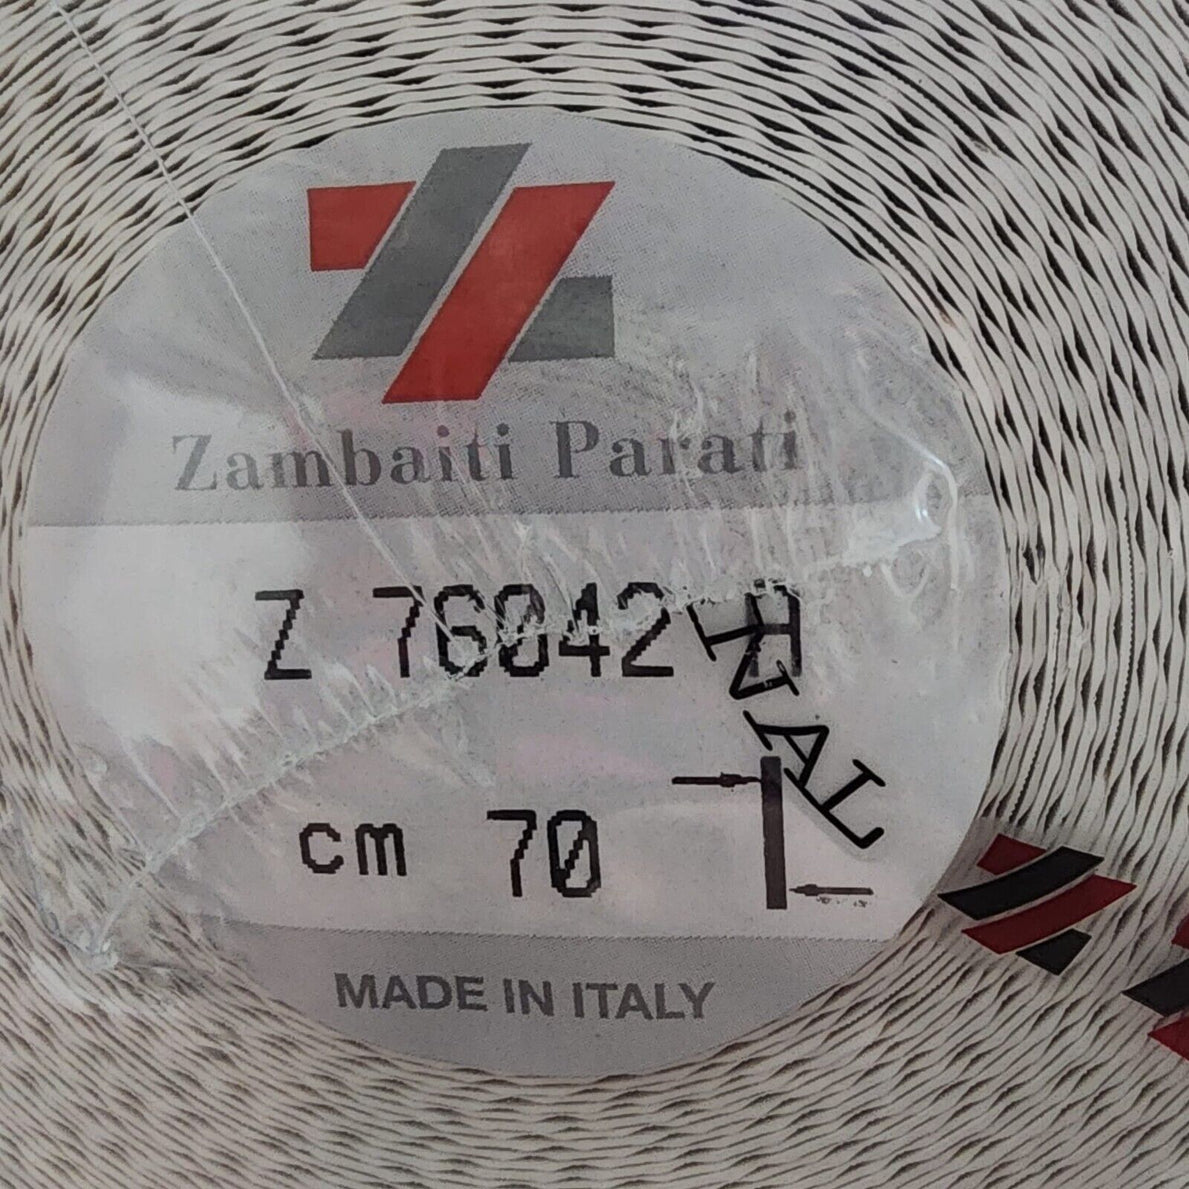 Zambaiti Parati
Z 76042
cm 70
MADE IN ITALY